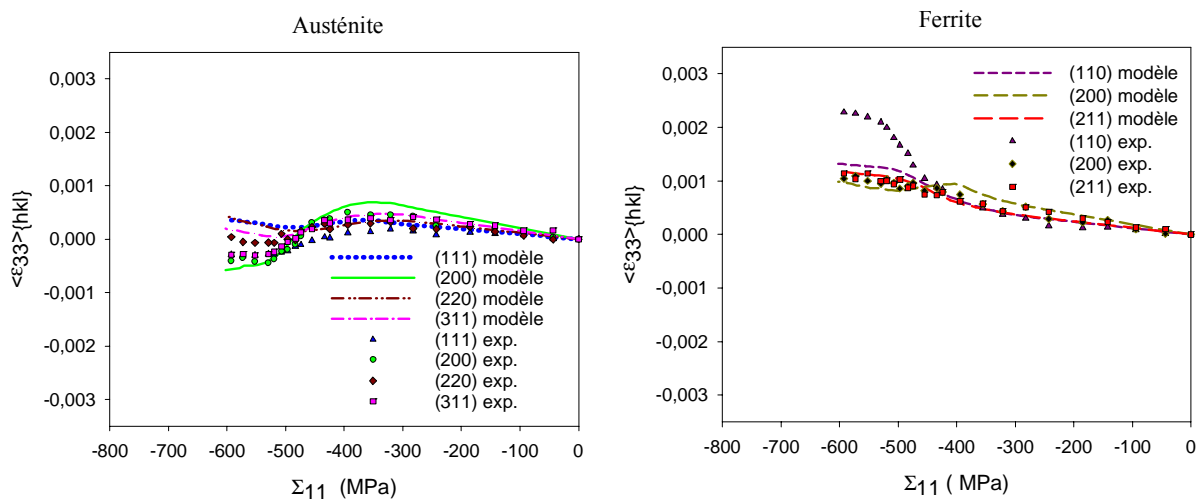 Austénite
<ε33>{hkl}
0,003
0,002
0,001
0,000
-0,001
-0,002
-0,003
(111) modèle
(200) modèle
(220) modèle
(311) modèle
(111) exp.
(200) exp.
(220) exp.
(311) exp.
-800 -700 -600 -500 -400 -300 -200 -100 0
Σ11 (MPa)
Ferrite
<ε33>{hkl}
0,003
0,002
0,001
0,000
-0,001
-0,002
-0,003
(110) modèle
(200) modèle
(211) modèle
(110) exp.
(200) exp.
(211) exp.
-800 -700 -600 -500 -400 -300 -200 -100 0
Σ11 ( MPa)